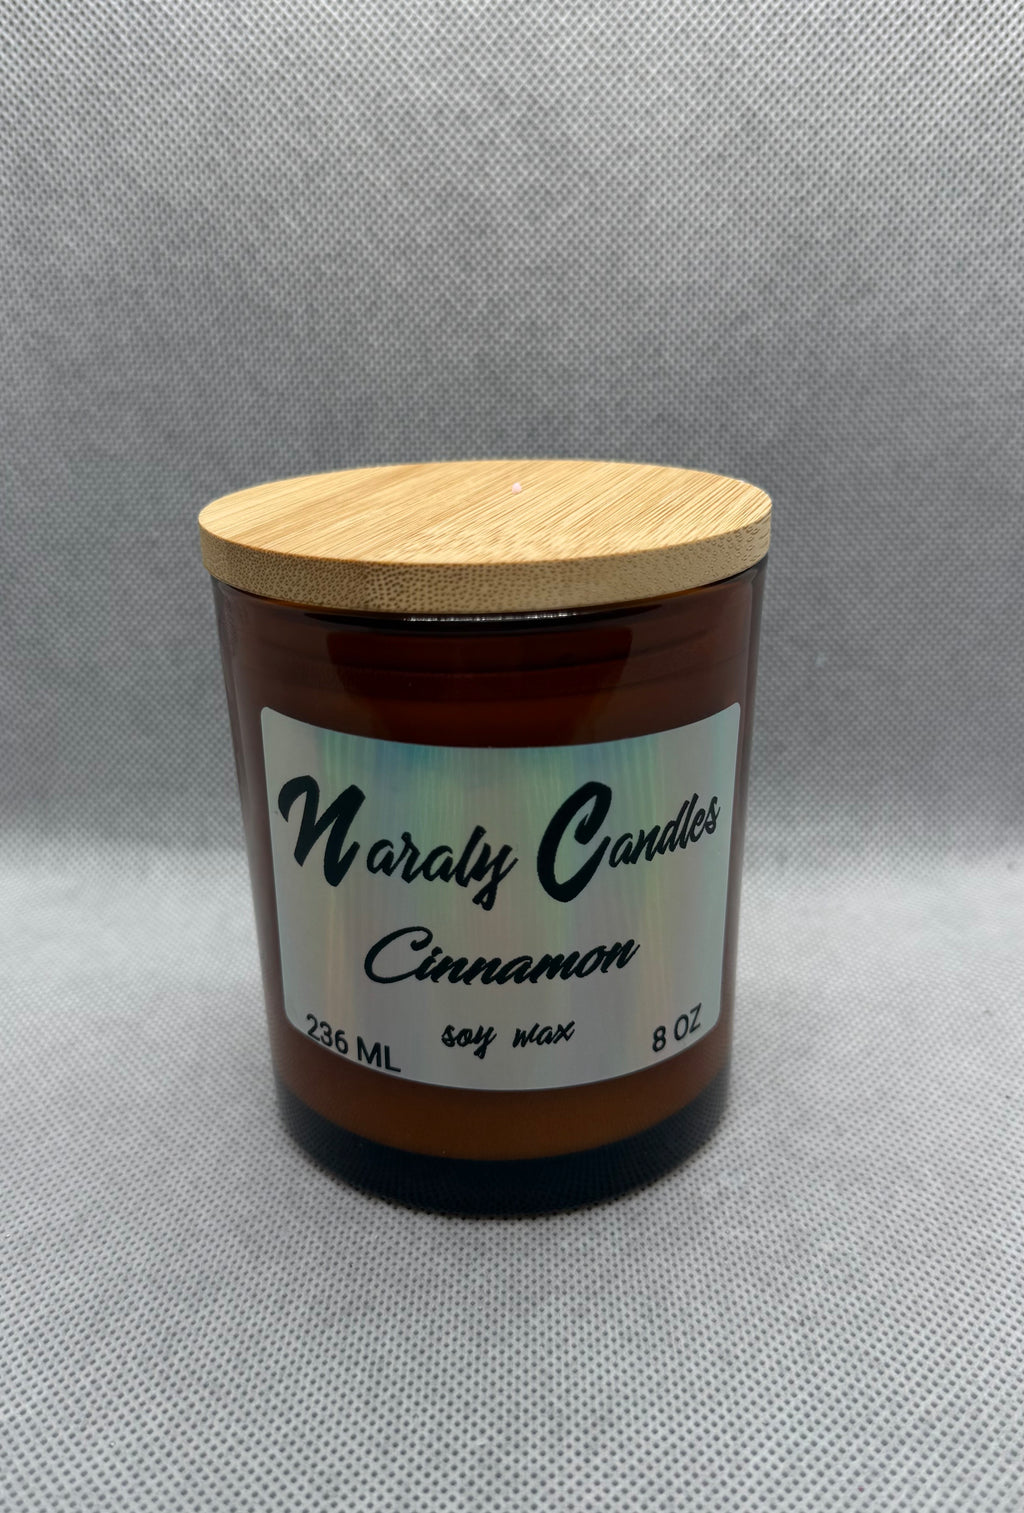 Naraly Candles
Cinnamon
soy wax
236 ML 8 OZ